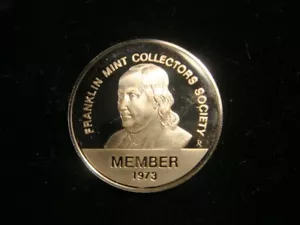 FRANKLIN MINT COLLECTORS SOCIETY
MEMBER
1973